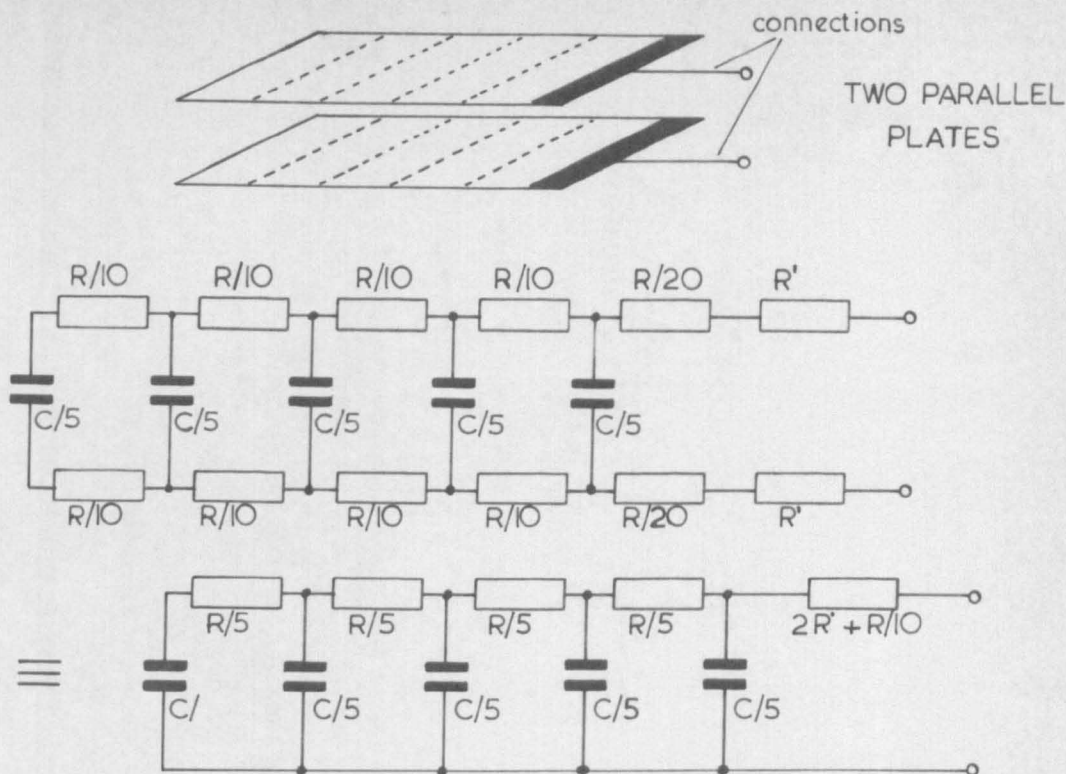 connections
TWO PARALLEL
PLATES
R/10 R/10 R/10 R/10 R/20 R'
C/5 C/5 C/5 C/5 C/5
R/10 R/10 R/10 R/10 R/20 R'
R/5 R/5 R/5 R/5 2R' + R/10
≡
C/ C/5 C/5 C/5 C/5